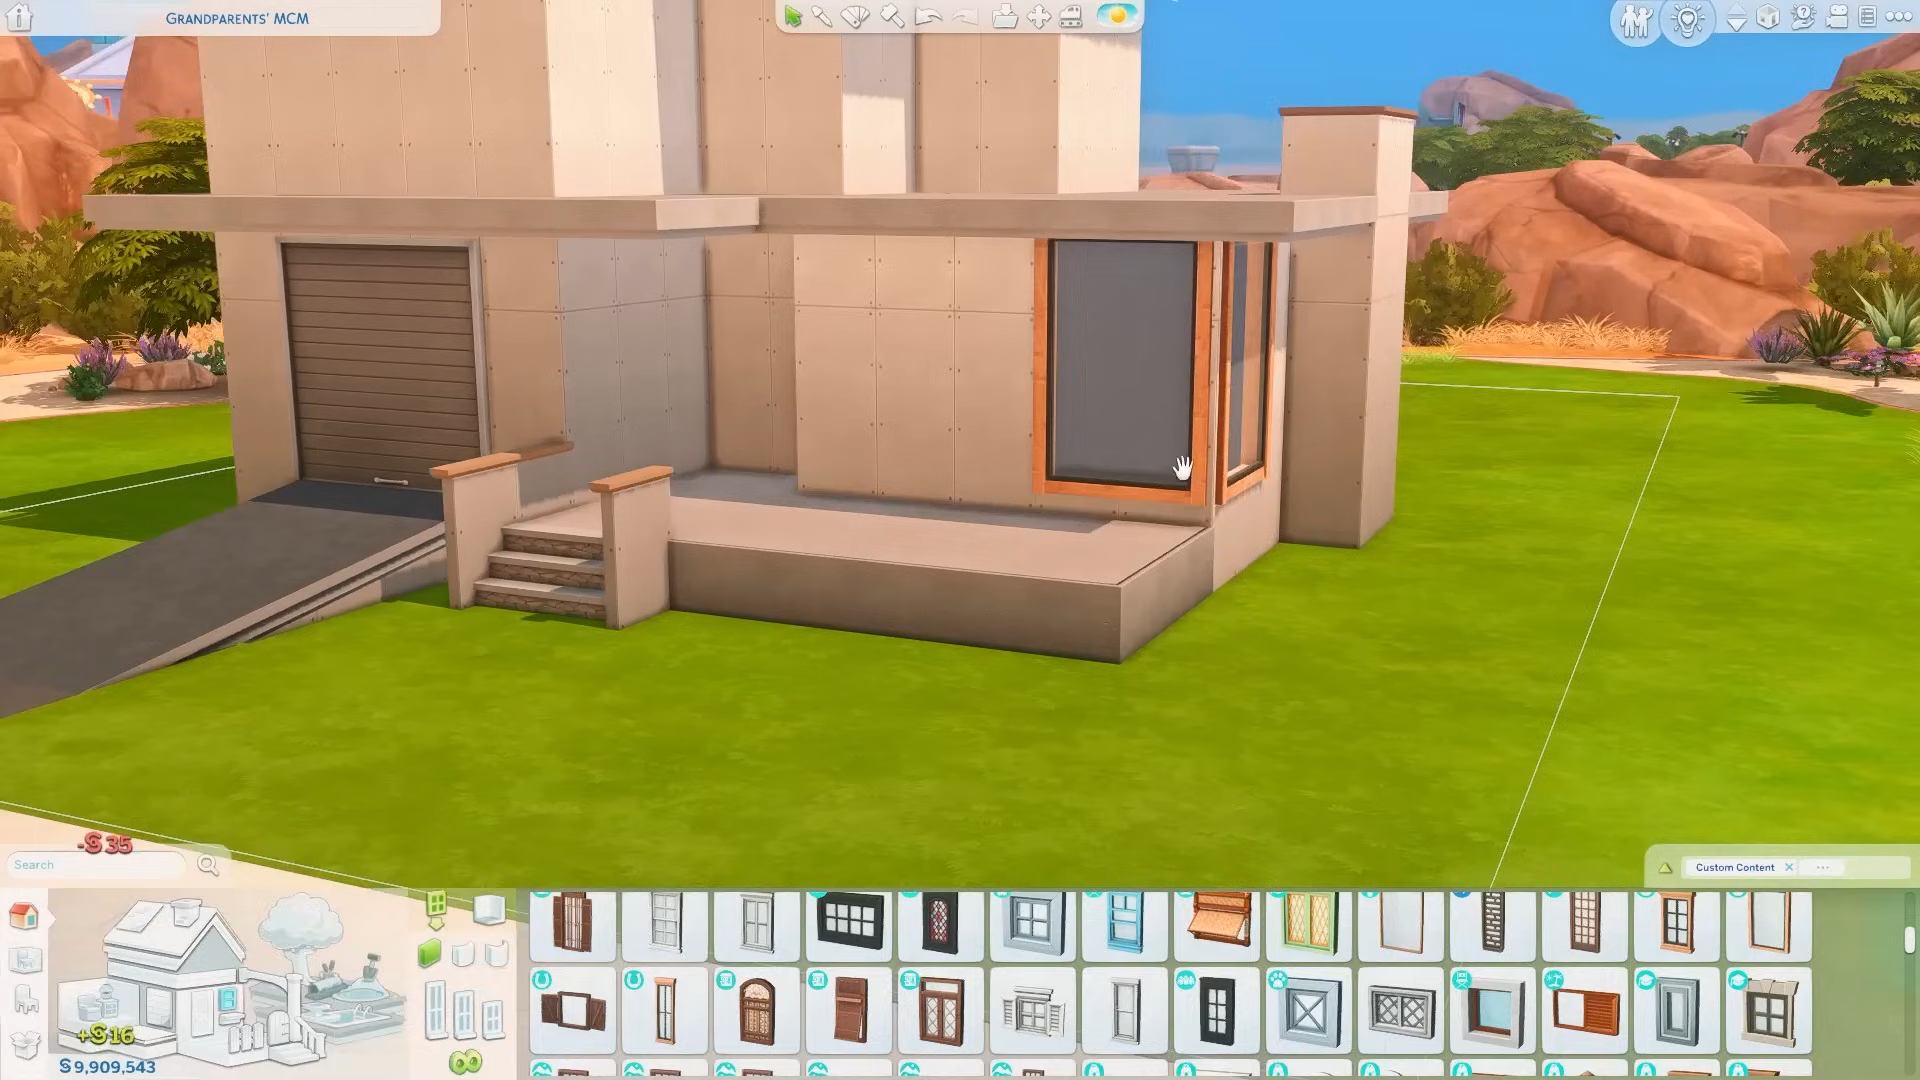 GRANDPARENTS' MCM
-§35
Search
Custom Content
+§16
§9,909,543